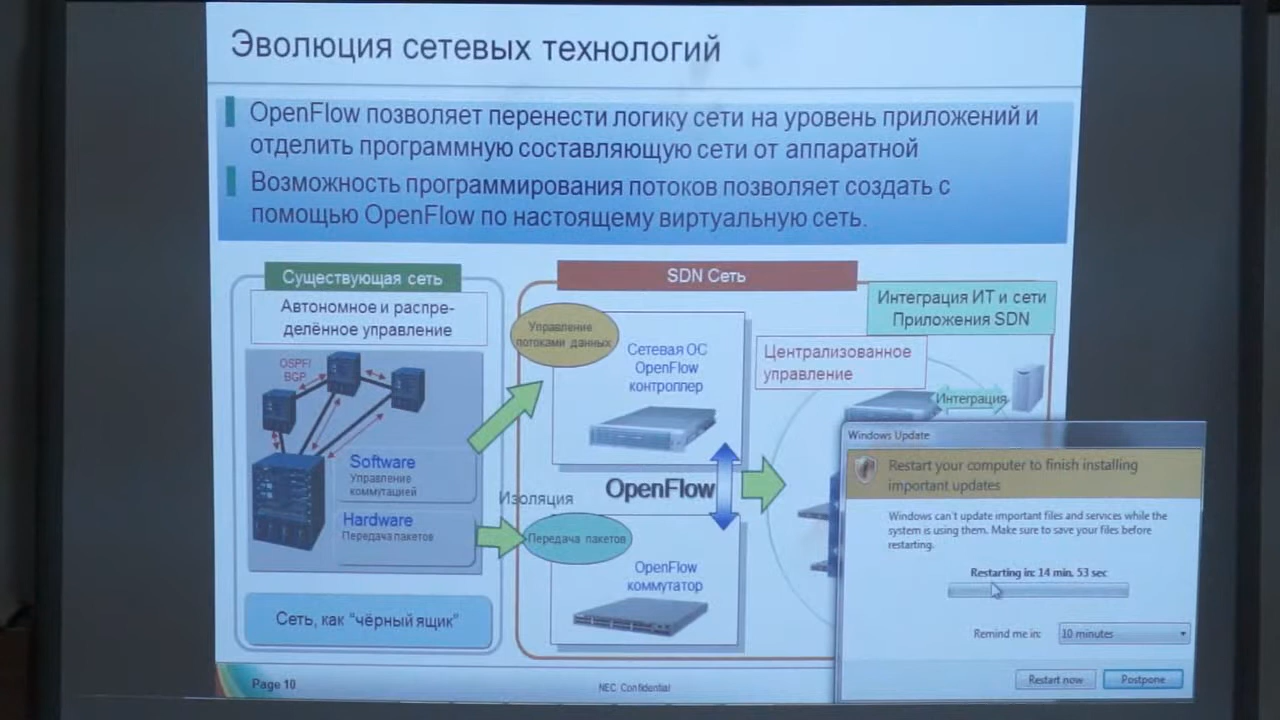 Эволюция сетевых технологий
OpenFlow позволяет перенести логику сети на уровень приложений и
отделить программную составляющую сети от аппаратной
Возможность программирования потоков позволяет создать с
помощью OpenFlow по настоящему виртуальную сеть.
Существующая сеть
Автономное и распре-
делённое управление
OSPF/
BGP
Software
Управление
коммутацией
Hardware
Передача пакетов
Сеть, как "чёрный ящик"
SDN Сеть
Управление
потоками данных
Сетевая ОС
OpenFlow
контроллер
Изоляция
OpenFlow
Передача пакетов
OpenFlow
коммутатор
Интеграция ИТ и сети
Приложения SDN
Централизованное
управление
Интеграция
Windows Update
Restart your computer to finish installing
important updates
Windows can't update important files and services while the
system is using them. Make sure to save your files before
restarting.
Restarting in: 14 min. 53 sec
Remind me in:
10 minutes
Restart now
Postpone
Page 10
NEC Confidential